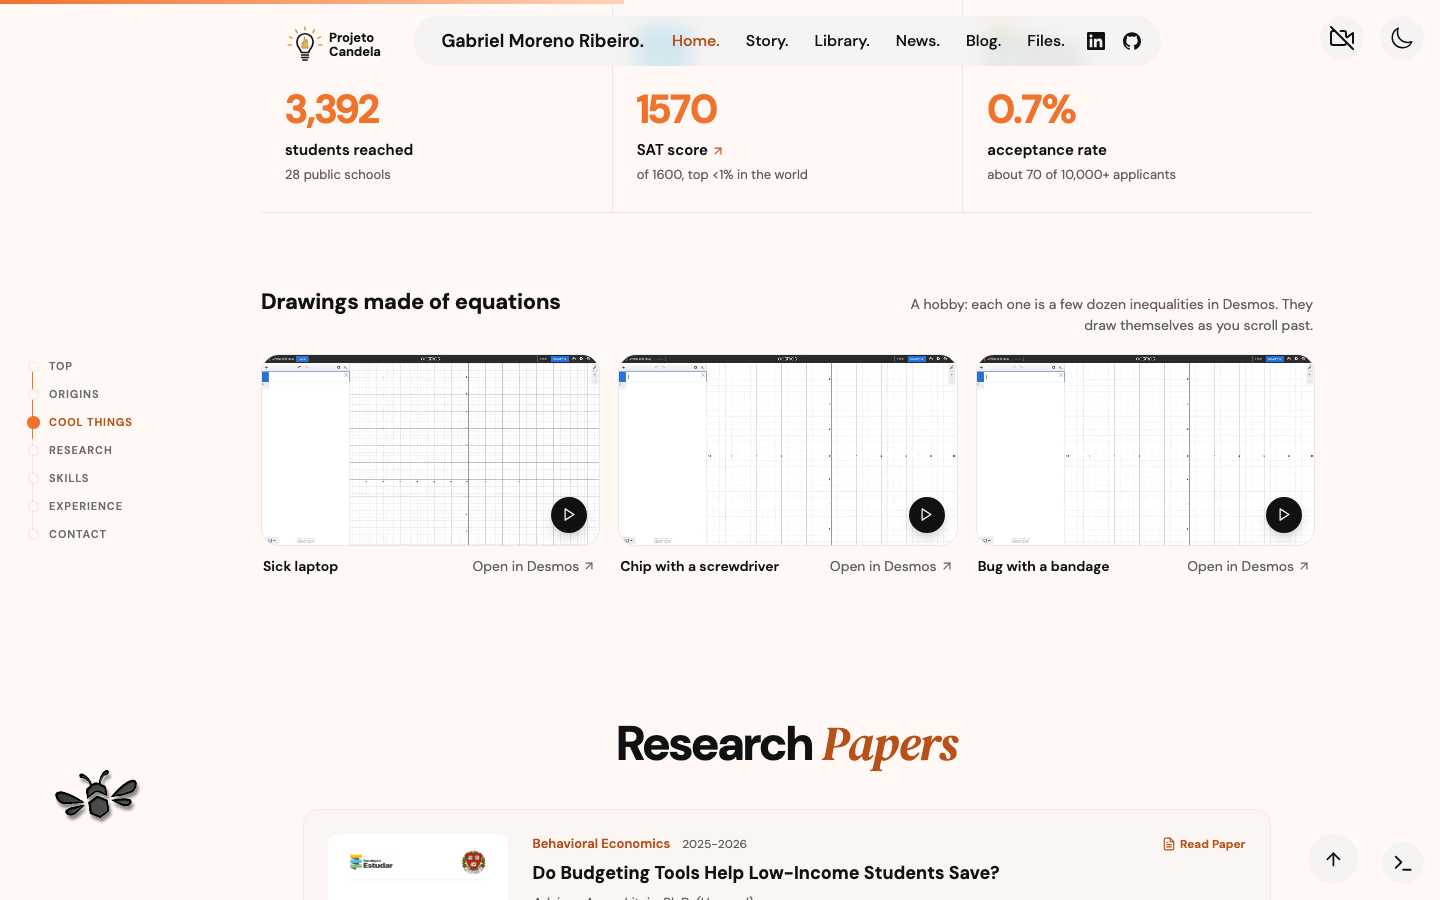 Projeto
Candela
Gabriel Moreno Ribeiro.
Home.
Story.
Library.
News.
Blog.
Files.
3,392
students reached
28 public schools
1570
SAT score
of 1600, top <1% in the world
0.7%
acceptance rate
about 70 of 10,000+ applicants
Drawings made of equations
A hobby: each one is a few dozen inequalities in Desmos. They
draw themselves as you scroll past.
TOP
ORIGINS
COOL THINGS
RESEARCH
SKILLS
EXPERIENCE
CONTACT
Sick laptop
Open in Desmos
Chip with a screwdriver
Open in Desmos
Bug with a bandage
Open in Desmos
Research Papers
Estudar
Behavioral Economics
2025-2026
Read Paper
Do Budgeting Tools Help Low-Income Students Save?